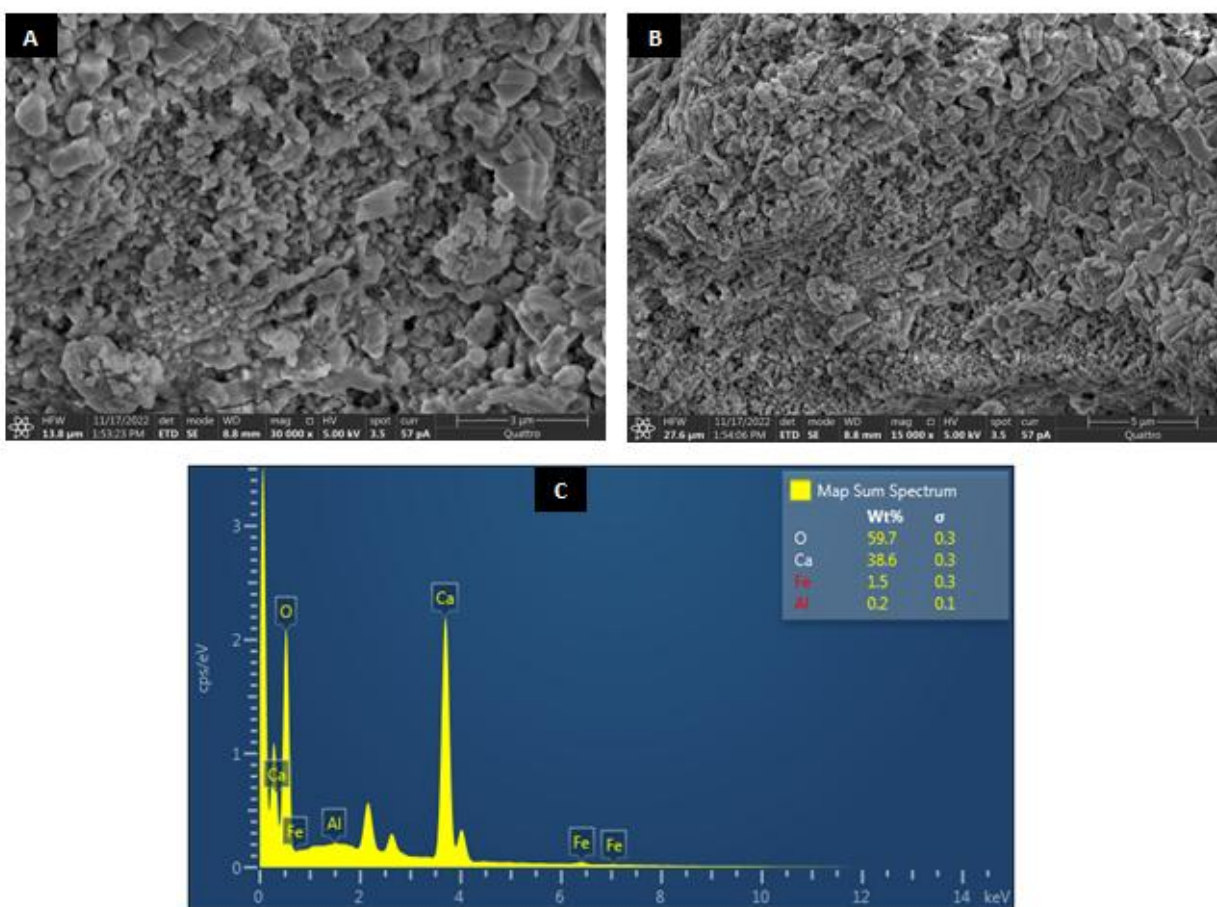 A
HFW 11/17/2022 det mode WD mag HV spot curr
13.8 µm 1:53:23 PM ETD SE 8.8 mm 30 000 x 5.00 kV 3.5 57 pA
3 µm
Quattro
B
HFW 11/17/2022 det mode WD mag HV spot curr
27.6 µm 1:54:06 PM ETD SE 8.8 mm 15 000 x 5.00 kV 3.5 57 pA
5 µm
Quattro
C
Map Sum Spectrum
Wt% σ
O 59.7 0.3
Ca 38.6 0.3
Fe 1.5 0.3
Al 0.2 0.1
cps/eV
3
2
1
0
O
Ca
Ca
Fe
Al
Fe
Fe
0 2 4 6 8 10 12 14 keV